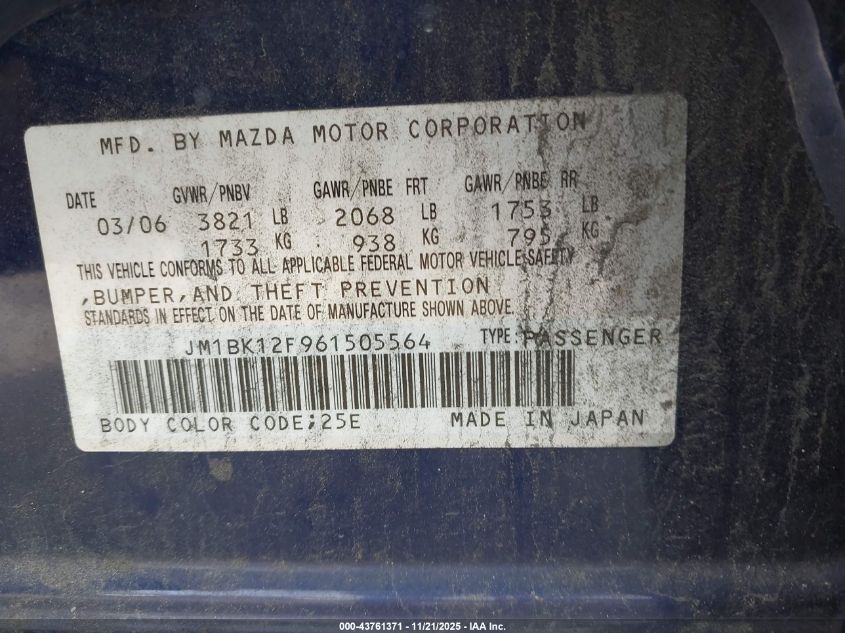 MFD. BY MAZDA MOTOR CORPORATION
DATE GVWR/PNBV GAWR/PNBE FRT GAWR/PNBE RR
03/06 3821 LB 2068 LB 1753 LB
1733 KG 938 KG 795 KG
THIS VEHICLE CONFORMS TO ALL APPLICABLE FEDERAL MOTOR VEHICLE SAFETY
,BUMPER,AND THEFT PREVENTION
STANDARDS IN EFFECT ON THE DATE OF MANUFACTURE SHOWN ABOVE.
JM1BK12F961505564 TYPE:PASSENGER
BODY COLOR CODE;25E MADE IN JAPAN
000-43761371 - 11/21/2025 - IAA Inc.